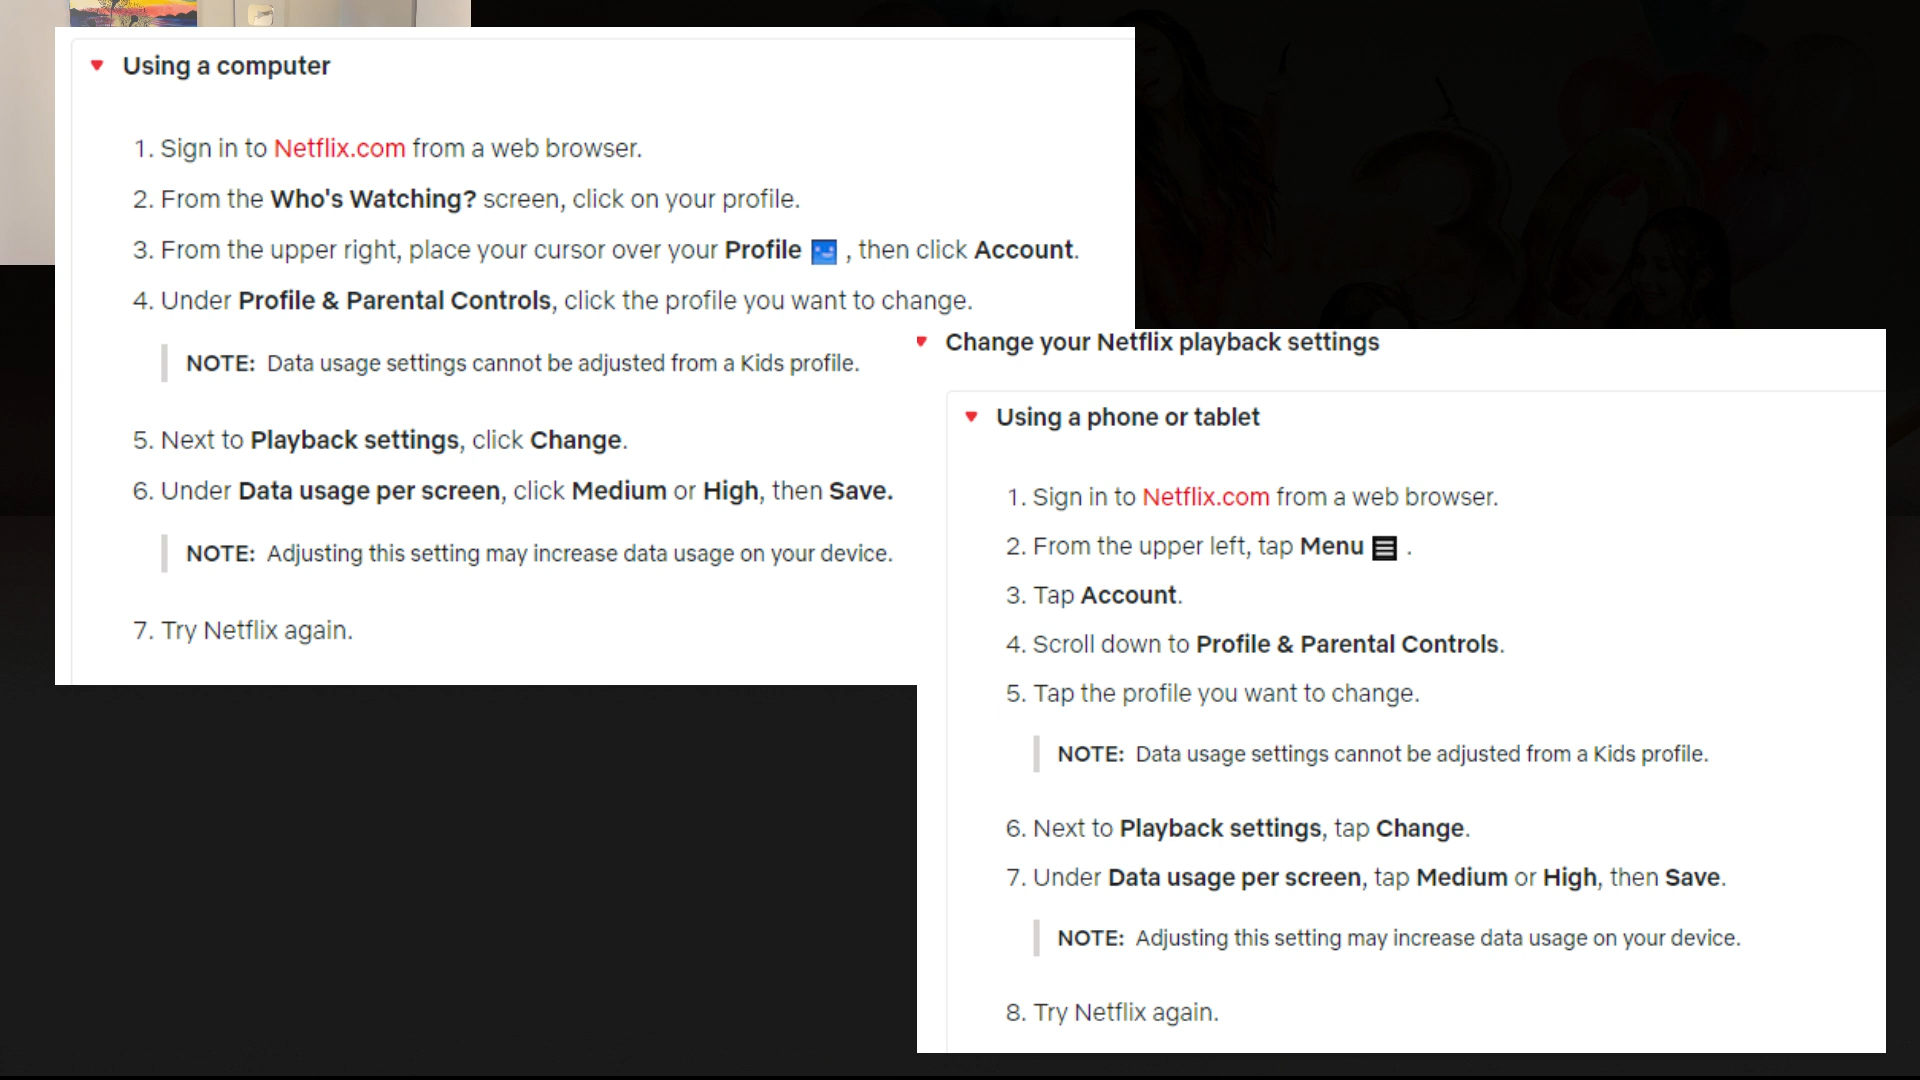 Using a computer
1. Sign in to Netflix.com from a web browser.
2. From the Who's Watching? screen, click on your profile.
3. From the upper right, place your cursor over your Profile , then click Account.
4. Under Profile & Parental Controls, click the profile you want to change.
NOTE: Data usage settings cannot be adjusted from a Kids profile.
5. Next to Playback settings, click Change.
6. Under Data usage per screen, click Medium or High, then Save.
NOTE: Adjusting this setting may increase data usage on your device.
7. Try Netflix again.
Change your Netflix playback settings
Using a phone or tablet
1. Sign in to Netflix.com from a web browser.
2. From the upper left, tap Menu .
3. Tap Account.
4. Scroll down to Profile & Parental Controls.
5. Tap the profile you want to change.
NOTE: Data usage settings cannot be adjusted from a Kids profile.
6. Next to Playback settings, tap Change.
7. Under Data usage per screen, tap Medium or High, then Save.
NOTE: Adjusting this setting may increase data usage on your device.
8. Try Netflix again.